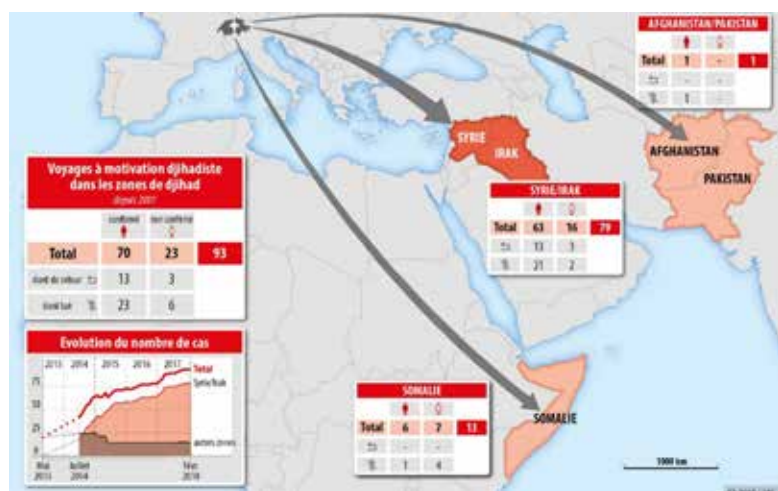 AFGHANISTAN/PAKISTAN
Total 1 - 1
- -
1 -
SYRIE
IRAK
AFGHANISTAN
PAKISTAN
Voyages à motivation djihadiste
dans les zones de djihad
depuis 2001
confirmé non confirmé
Total 70 23 93
dont de retour 13 3
dont tué 23 6
SYRIE/IRAK
Total 63 16 79
13 3
21 2
Evolution du nombre de cas
2013 2014 2015 2016 2017
Total
Syrie/Irak
75
50
25
0
autres zones
Mai
2013
Juillet
2014
Févr.
2018
SOMALIE
Total 6 7 13
- -
1 4
SOMALIE
1000 km